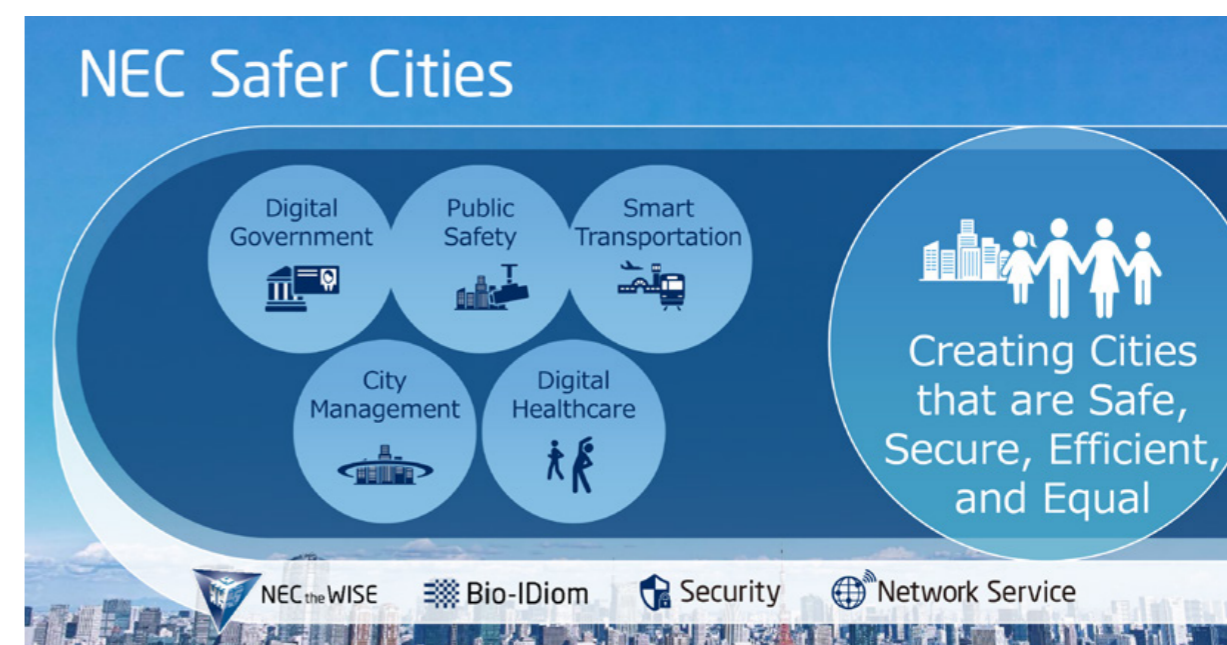 NEC Safer Cities
Digital
Government
Public
Safety
Smart
Transportation
City
Management
Digital
Healthcare
Creating Cities
that are Safe,
Secure, Efficient,
and Equal
NEC the WISE
Bio-IDiom
Security
Network Service